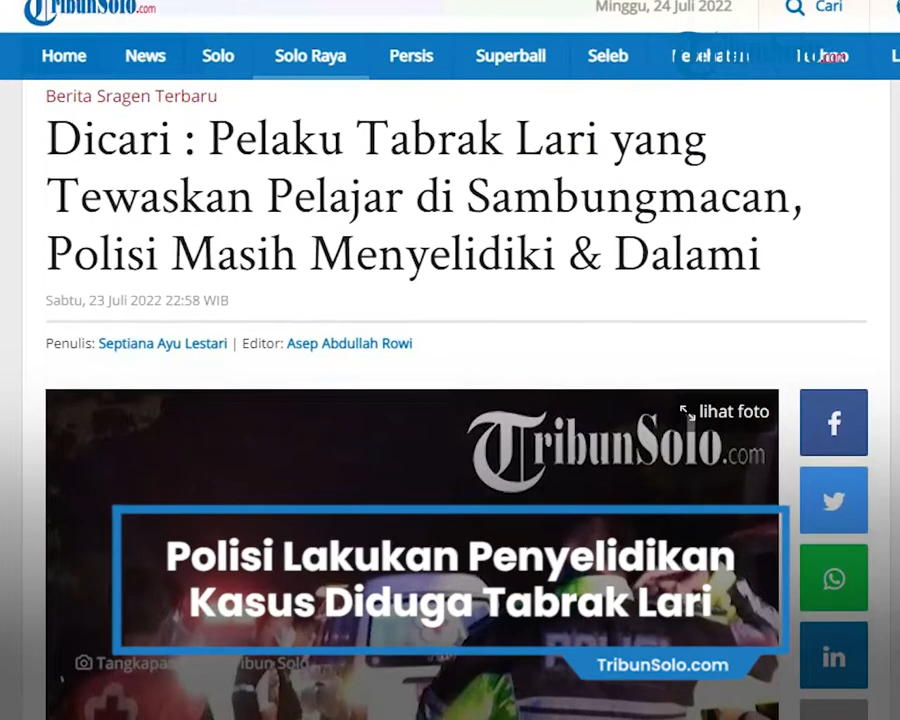 TribunSolo.com
Minggu, 24 Juli 2022
Cari
Home News Solo Solo Raya Persis Superball Seleb Kesehatan Techno
Berita Sragen Terbaru
Dicari : Pelaku Tabrak Lari yang
Tewaskan Pelajar di Sambungmacan,
Polisi Masih Menyelidiki & Dalami
Sabtu, 23 Juli 2022 22:58 WIB
Penulis: Septiana Ayu Lestari | Editor: Asep Abdullah Rowi
lihat foto
TribunSolo.com
Polisi Lakukan Penyelidikan
Kasus Diduga Tabrak Lari
TribunSolo.com